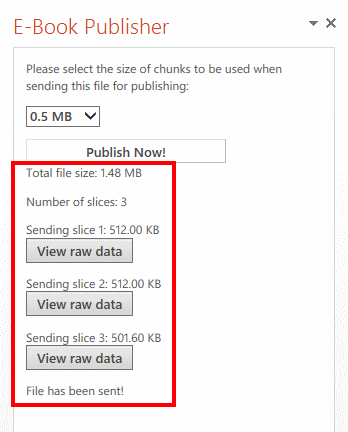 E-Book Publisher
Please select the size of chunks to be used when
sending this file for publishing:
0.5 MB
Publish Now!
Total file size: 1.48 MB
Number of slices: 3
Sending slice 1: 512.00 KB
View raw data
Sending slice 2: 512.00 KB
View raw data
Sending slice 3: 501.60 KB
View raw data
File has been sent!